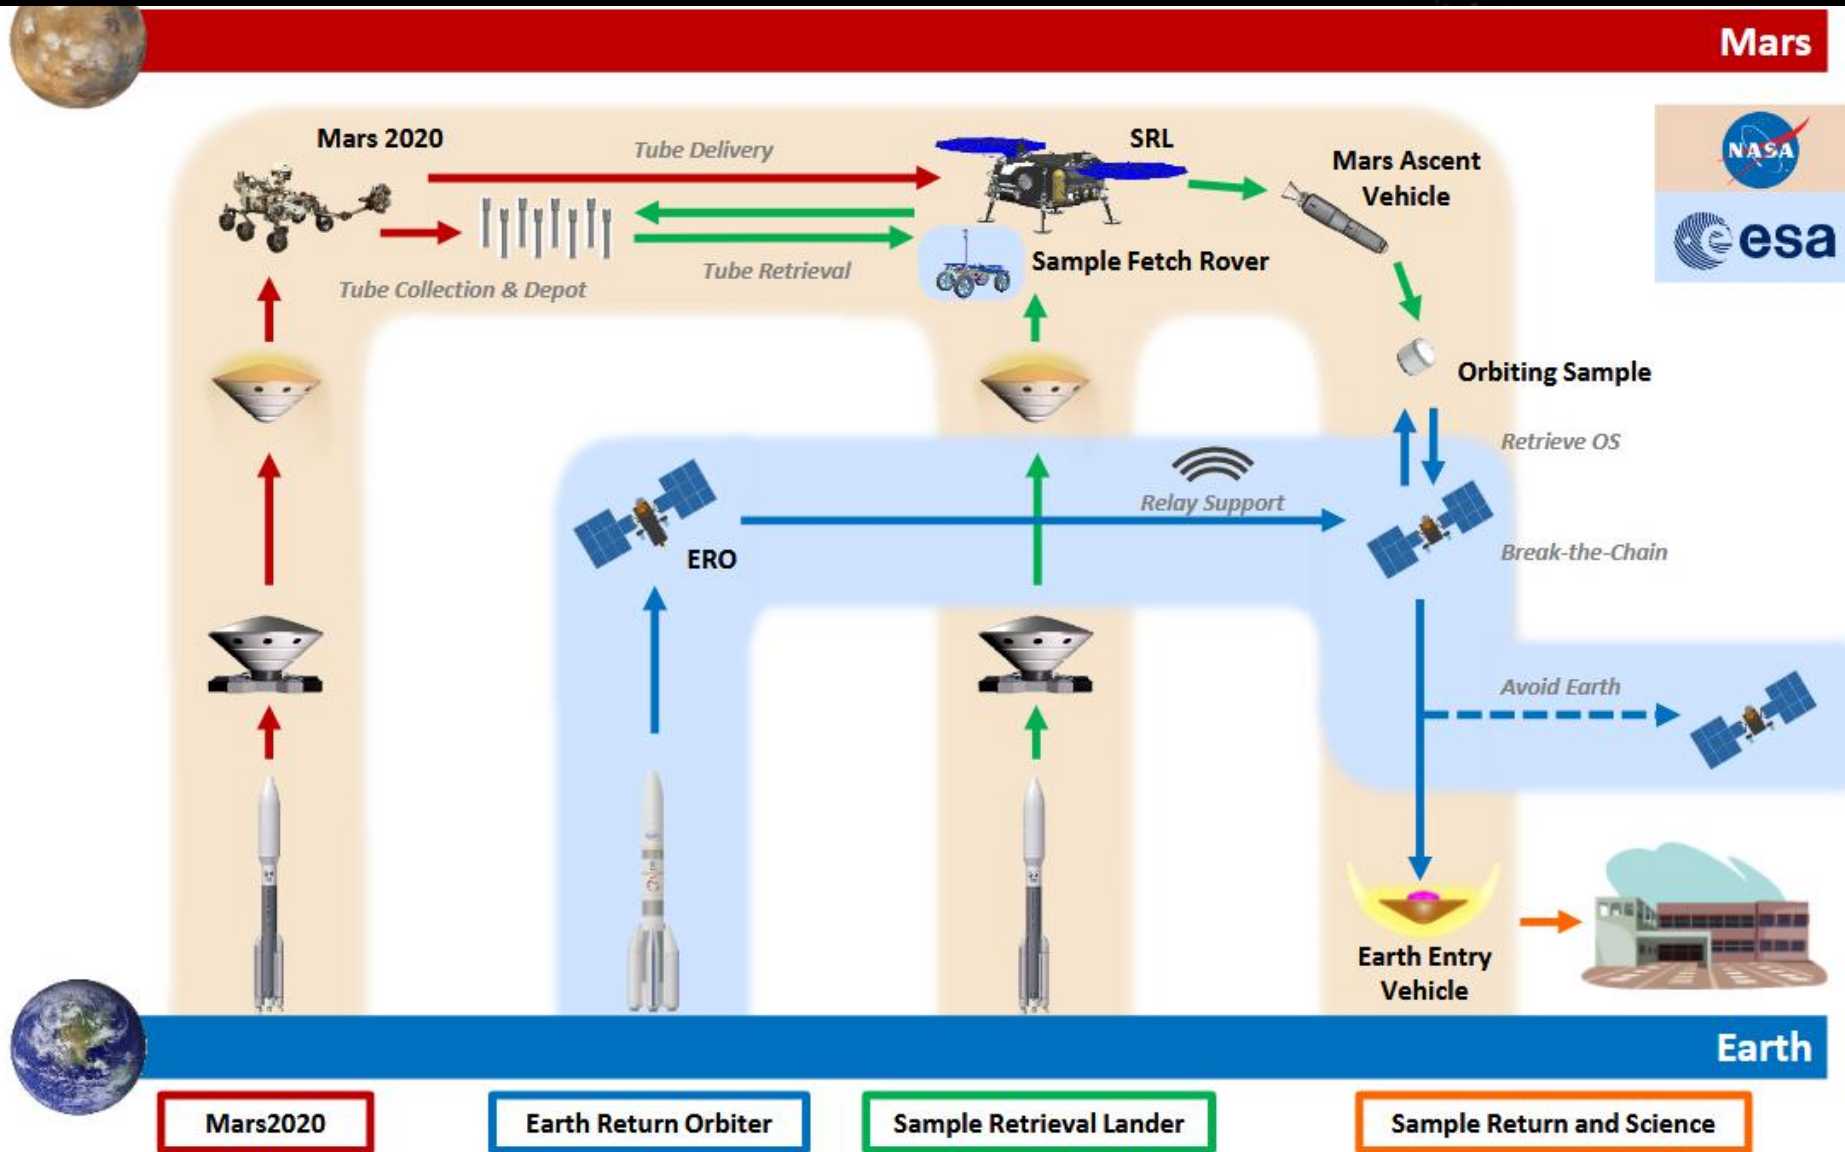 Mars
Mars 2020
Tube Delivery
SRL
Mars Ascent
Vehicle
NASA
esa
Tube Collection & Depot
Tube Retrieval
Sample Fetch Rover
Orbiting Sample
Retrieve OS
Relay Support
ERO
Break-the-Chain
Avoid Earth
Earth Entry
Vehicle
Earth
Mars2020
Earth Return Orbiter
Sample Retrieval Lander
Sample Return and Science